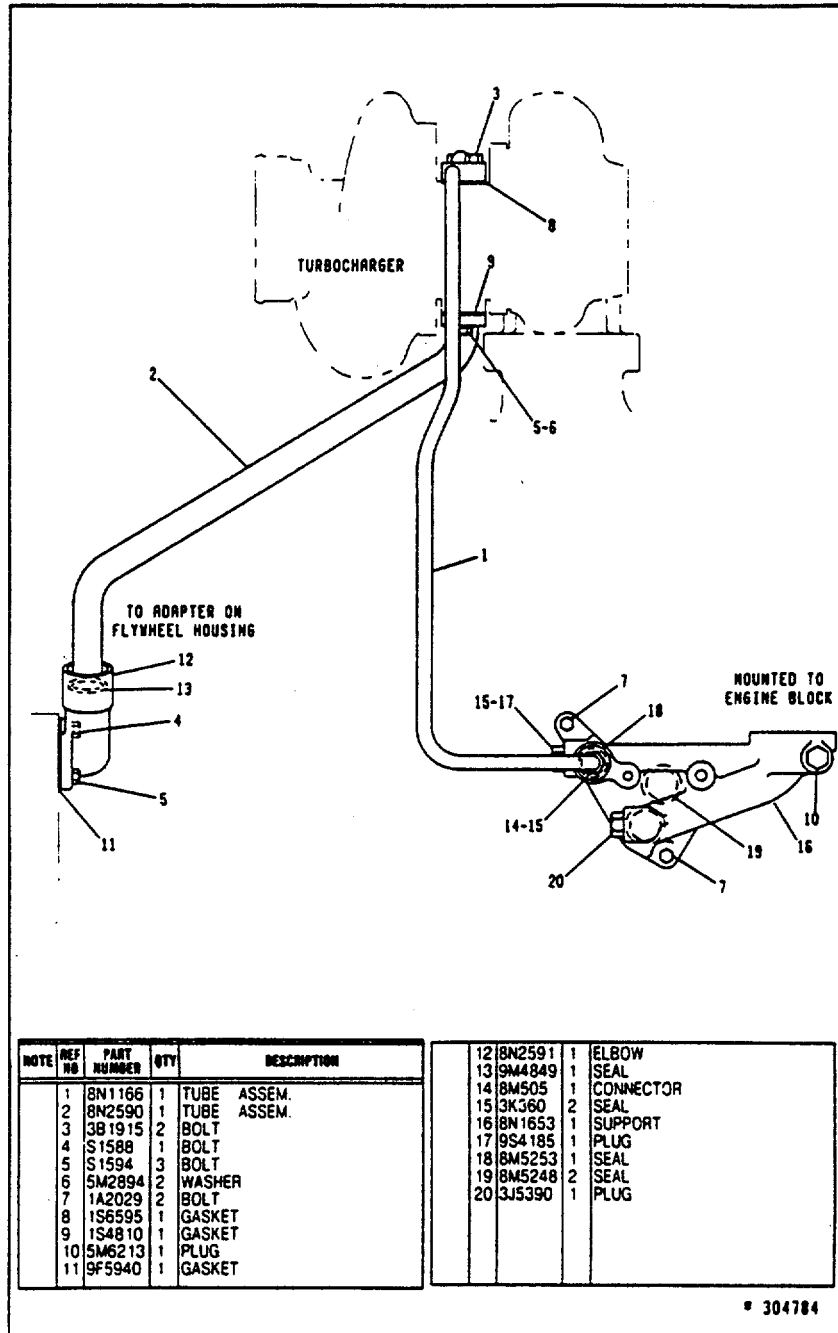 3
8
TURBOCHARGER
9
2
5-6
1
TO ADAPTER ON
FLYWHEEL HOUSING
12
13
4
5
11
MOUNTED TO
ENGINE BLOCK
7
15-17
18
14-15
10
19
16
20
7
NOTE REF NO PART NUMBER QTY DESCRIPTION
1 8N1166 1 TUBE ASSEM.
2 8N2590 1 TUBE ASSEM.
3 3B1915 2 BOLT
4 S1588 1 BOLT
5 S1594 3 BOLT
6 5M2894 2 WASHER
7 1A2029 2 BOLT
8 1S6595 1 GASKET
9 1S4810 1 GASKET
10 5M6213 1 PLUG
11 9F5940 1 GASKET
12 8N2591 1 ELBOW
13 9M4849 1 SEAL
14 8M505 1 CONNECTOR
15 3K360 2 SEAL
16 8N1653 1 SUPPORT
17 9S4185 1 PLUG
18 8M5253 1 SEAL
19 8M5248 2 SEAL
20 3J5390 1 PLUG
* 304784